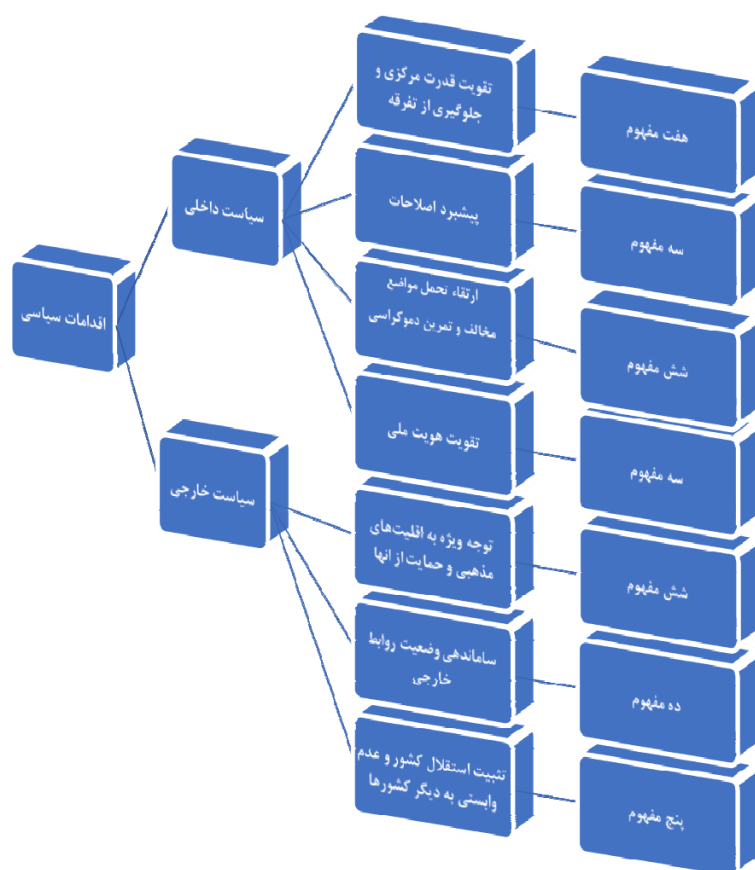 اقدامات سیاسی
سیاست داخلی
تقویت قدرت مرکزی و
جلوگیری از تفرقه
هفت مفهوم
پیشبرد اصلاحات
سه مفهوم
ارتقاء تحمل مواضع
مخالف و تمرین دموکراسی
شش مفهوم
تقویت هویت ملی
سه مفهوم
سیاست خارجی
توجه ویژه به اقلیت‌های
مذهبی و حمایت از انها
شش مفهوم
ساماندهی وضعیت روابط
خارجی
ده مفهوم
تثبیت استقلال کشور و عدم
وابستی به دیگر کشورها
پنج مفهوم